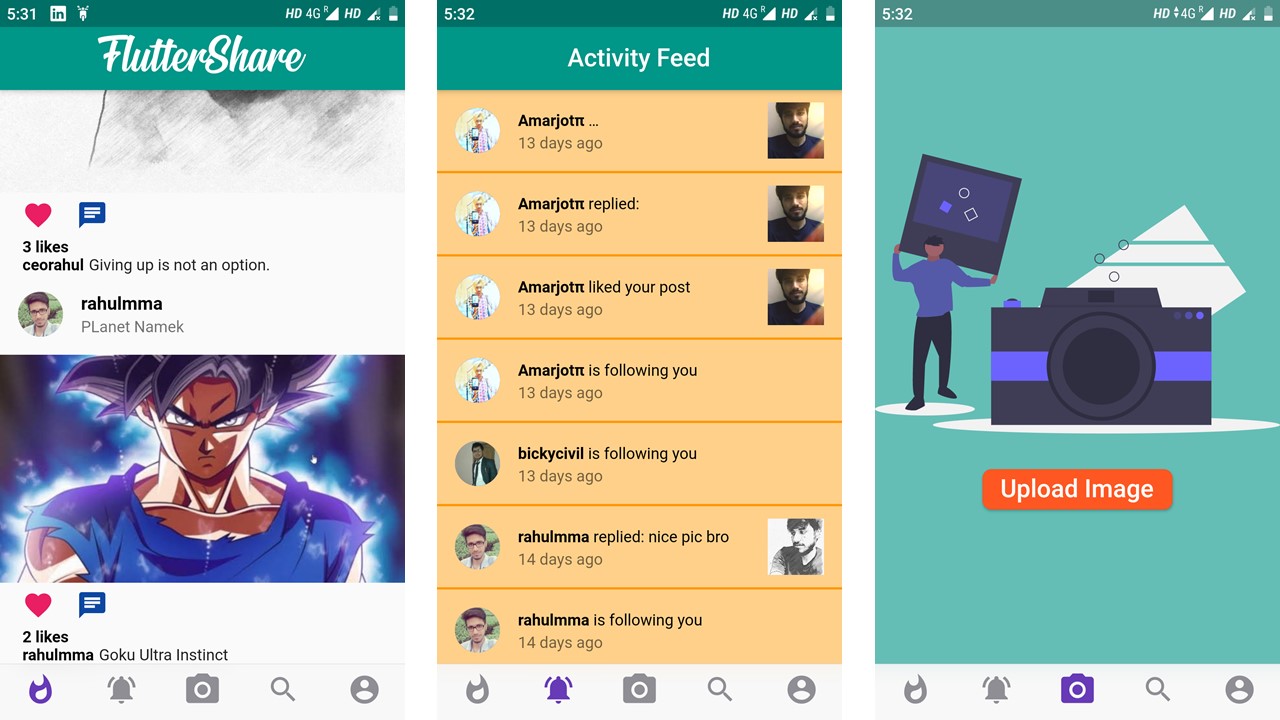 5:31 HD 4G R HD
FlutterShare
3 likes
ceorahul Giving up is not an option.
rahulmma
PLanet Namek
2 likes
rahulmma Goku Ultra Instinct
5:32 HD 4G R HD
Activity Feed
Amarjotπ ...
13 days ago
Amarjotπ replied:
13 days ago
Amarjotπ liked your post
13 days ago
Amarjotπ is following you
13 days ago
bickycivil is following you
13 days ago
rahulmma replied: nice pic bro
14 days ago
rahulmma is following you
14 days ago
5:32 HD 4G R HD
Upload Image